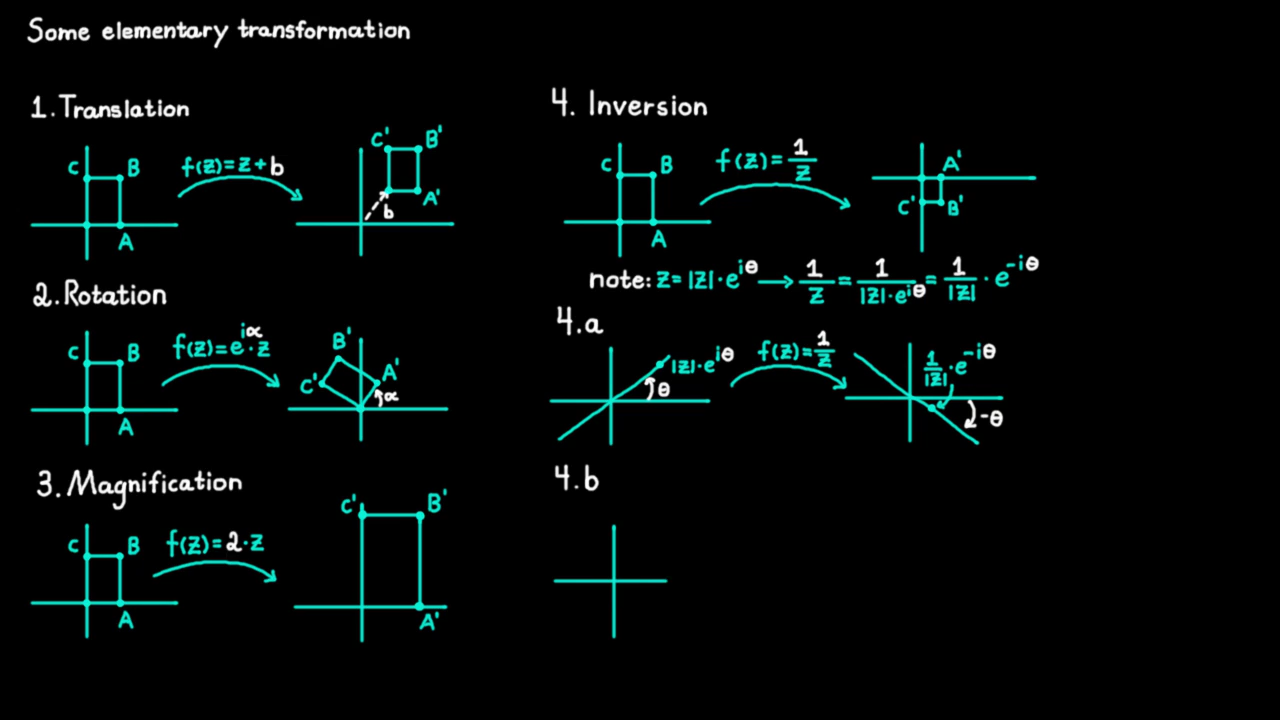 Some elementary transformation
1. Translation
C B
A
f(z) = z + b
C' B'
A'
b
2. Rotation
C B
A
f(z) = e^{iα} · z
B'
C' A'
α
3. Magnification
C B
A
f(z) = 2 · z
C' B'
A'
4. Inversion
C B
A
f(z) = 1/z
A'
C' B'
note: z = |z| · e^{iθ} → 1/z = 1/(|z| · e^{iθ}) = 1/|z| · e^{-iθ}
4.a
|z| · e^{iθ}
θ
f(z) = 1/z
1/|z| · e^{-iθ}
-θ
4.b